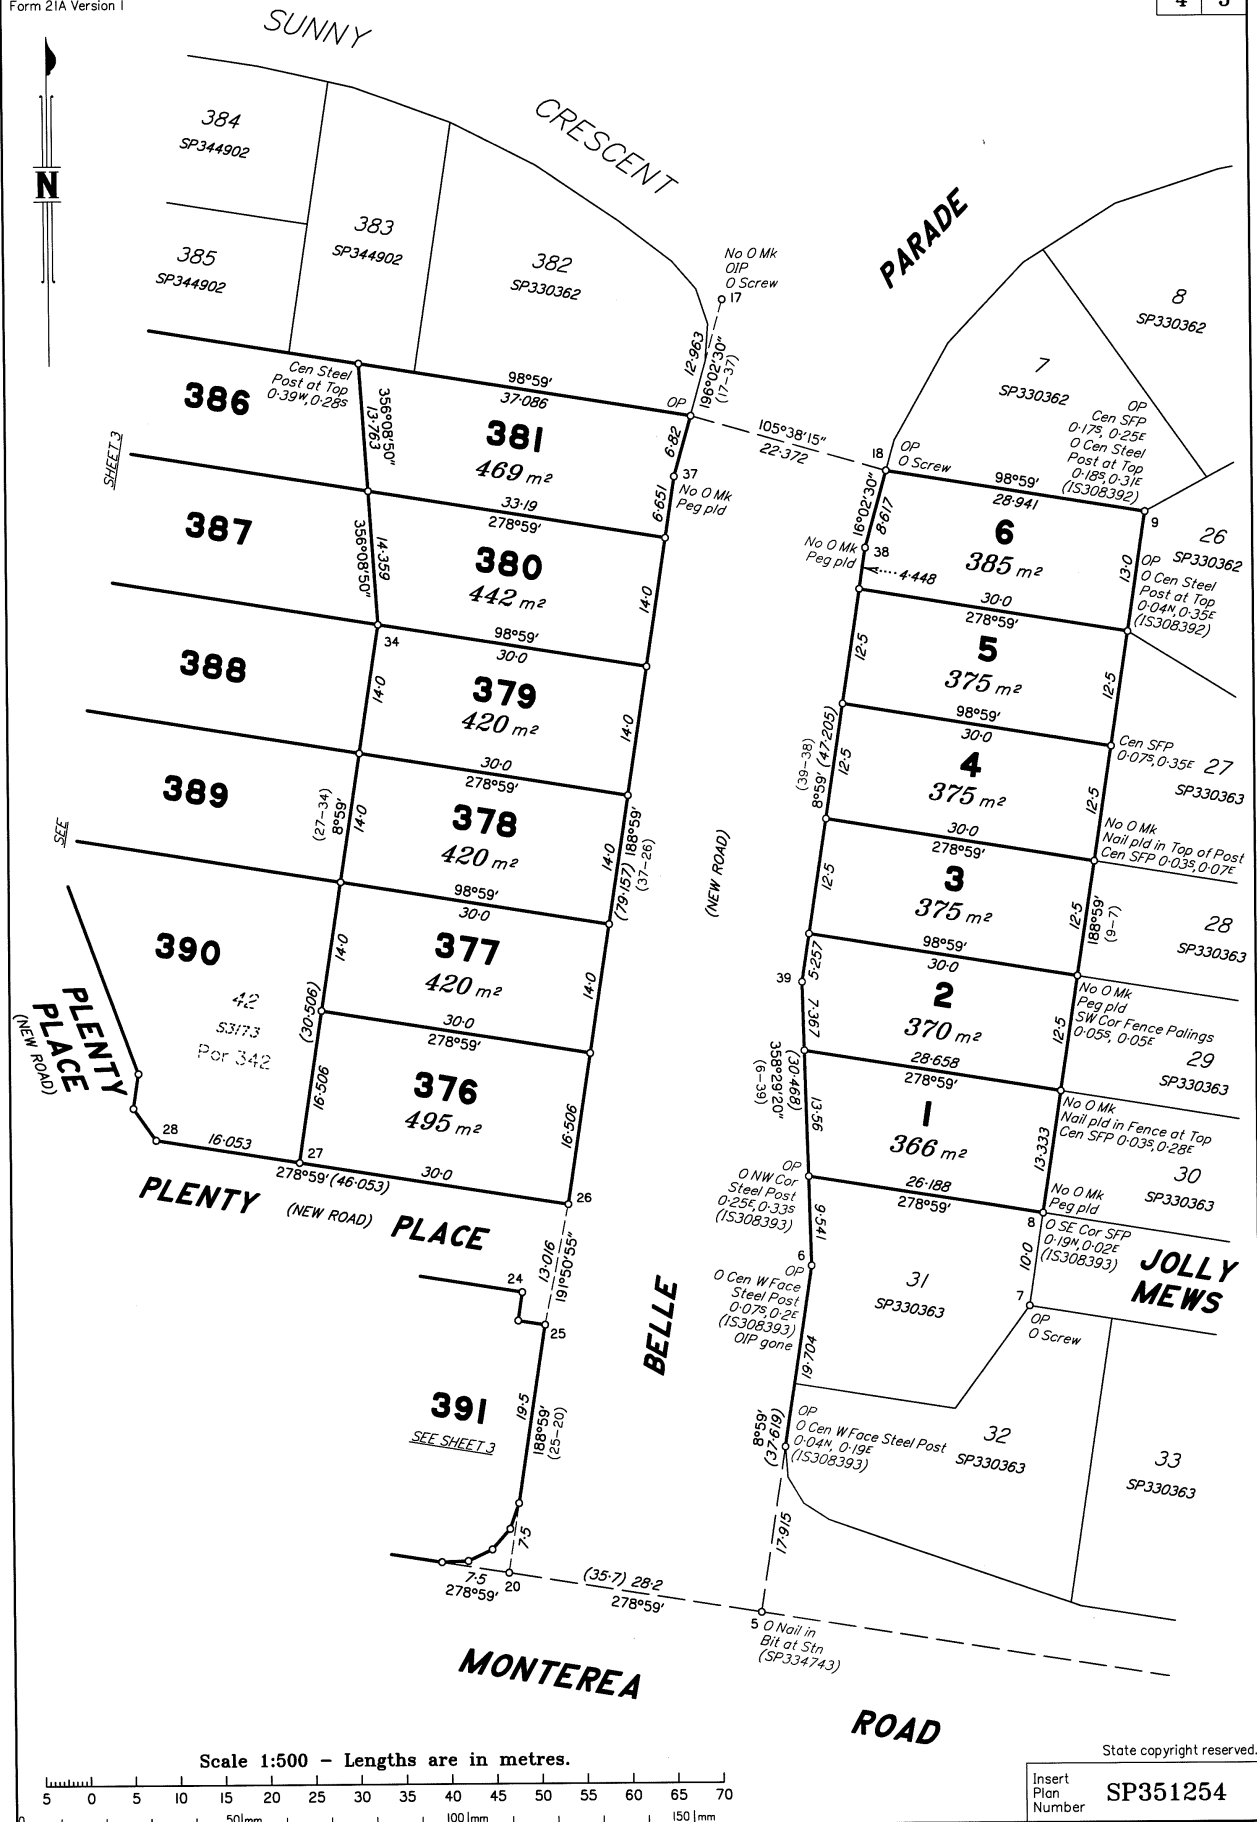 Form 21A Version 1
4 5
SUNNY
CRESCENT
PARADE
N
384
SP344902
383
SP344902
385
SP344902
382
SP330362
No O Mk
OIP
O Screw
17
12·963
196°02'30"
(17-37)
8
SP330362
7
SP330362
Cen Steel
Post at Top
0·39W,0·28S
98°59'
37·086
OP
386
356°08'50"
13·763
381
469 m²
6·82
37
No O Mk
Peg pld
6·651
105°38'15"
22·372
18
OP
O Screw
OP
Cen SFP
0·17S, 0·25E
O Cen Steel
Post at Top
0·18S,0·31E
(IS308392)
98°59'
28·941
9
SHEET 3
33·19
278°59'
16°02'30"
8·617
6
385 m²
26
SP330362
387
356°08'50"
14·359
380
442 m²
14·0
No O Mk
Peg pld
38
4·448
13·0
OP
O Cen Steel
Post at Top
0·04N,0·35E
(IS308392)
30·0
278°59'
98°59'
30·0
34
388
14·0
379
420 m²
14·0
12·5
5
375 m²
12·5
98°59'
30·0
Cen SFP
0·07S,0·35E
27
SP330363
30·0
278°59'
389
(27-34)
8°59'
14·0
378
420 m²
14·0
(79·157) 188°59'
(37-26)
(39-38)
8°59' (47·205)
12·5
4
375 m²
12·5
30·0
278°59'
No O Mk
Nail pld in Top of Post
Cen SFP 0·03S,0·07E
SEE
98°59'
30·0
(NEW ROAD)
12·5
3
375 m²
12·5
188°59'
(9-7)
28
SP330363
390
14·0
377
420 m²
14·0
98°59'
30·0
5·257
39
2
370 m²
7·367
12·5
No O Mk
Peg pld
SW Cor Fence Palings
0·05S, 0·05E
29
SP330363
42
S3173
Por 342
(30·506)
PLENTY
PLACE
(NEW ROAD)
30·0
278°59'
28·658
278°59'
16·506
376
495 m²
16·506
358°29'20"
(6-39)
(30·468)
13·56
1
366 m²
13·333
No O Mk
Nail pld in Fence at Top
Cen SFP 0·03S,0·28E
30
SP330363
28
16·053
27
278°59' (46·053)
30·0
26
PLENTY (NEW ROAD) PLACE
OP
O NW Cor
Steel Post
0·25E,0·33S
(IS308393)
26·188
278°59'
No O Mk
Peg pld
8
O SE Cor SFP
0·19N,0·02E
(IS308393)
9·541
10·0
JOLLY
MEWS
13·016
191°50'55"
24
25
6
OP
O Cen W Face
Steel Post
0·07S,0·2E
(IS308393)
OIP gone
31
SP330363
7
OP
O Screw
BELLE
19·704
391
SEE SHEET 3
19·5
188°59'
(25-20)
8°59'
(37·619)
OP
O Cen W Face Steel Post
0·04N, 0·19E
(IS308393)
32
SP330363
33
SP330363
7·5
17·915
7·5
278°59'
20
(35·7) 28·2
278°59'
5
O Nail in
Bit at Stn
(SP334743)
MONTEREA
ROAD
Scale 1:500 – Lengths are in metres.
5 0 5 10 15 20 25 30 35 40 45 50 55 60 65 70
0 50mm 100mm 150mm
State copyright reserved.
Insert
Plan
Number
SP351254